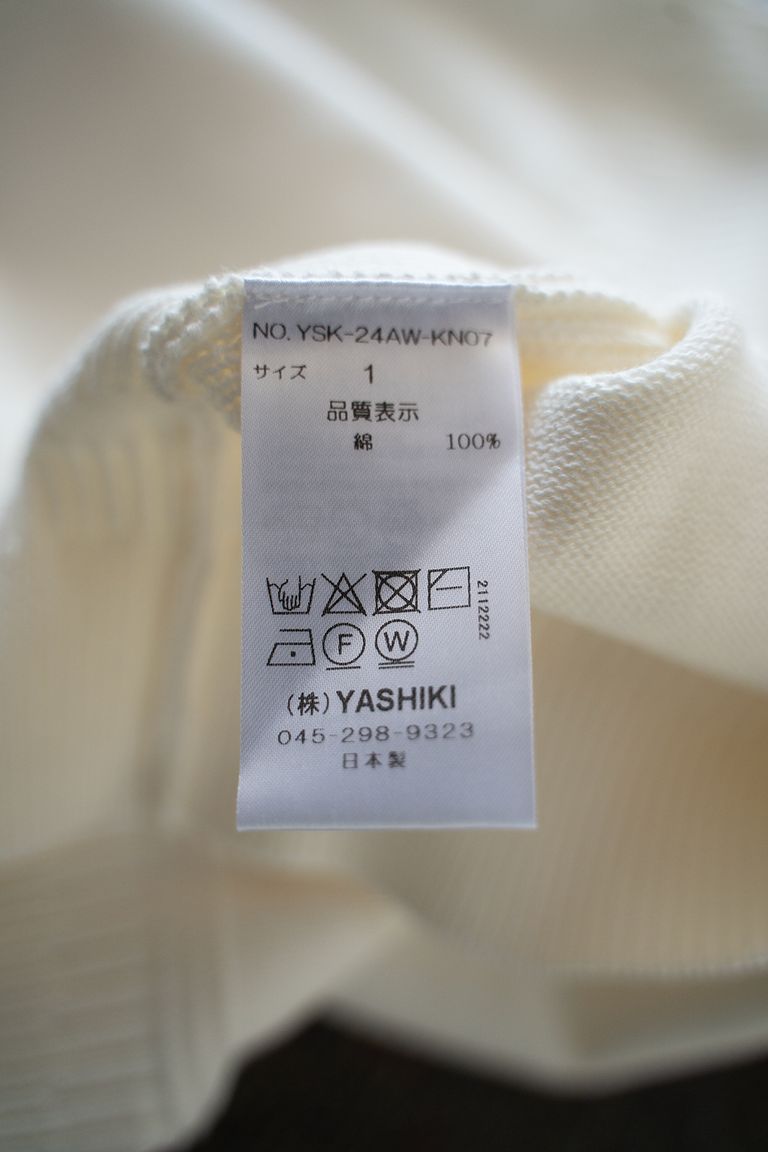 NO. YSK-24AW-KN07
サイズ 1
品質表示
綿 100%
2112222
F W
(株) YASHIKI
045-298-9323
日本製